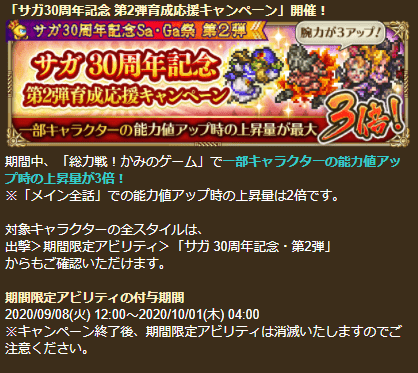 「サガ30周年記念 第2弾育成応援キャンペーン」開催！
サガ30周年記念Sa・Ga祭 第2弾
腕力が3アップ！
サガ30周年記念
第2弾育成応援キャンペーン
一部キャラクターの能力値アップ時の上昇量が最大
3倍！
期間中、「総力戦！かみのゲーム」で一部キャラクターの能力値アッ
プ時の上昇量が3倍！
※「メイン全話」での能力値アップ時の上昇量は2倍です。
対象キャラクターの全スタイルは、
出撃＞期間限定アビリティ＞「サガ 30周年記念・第2弾」
からもご確認いただけます。
期間限定アビリティの付与期間
2020/09/08(火) 12:00～2020/10/01(木) 04:00
※キャンペーン終了後、期間限定アビリティは消滅いたしますのでご
注意ください。